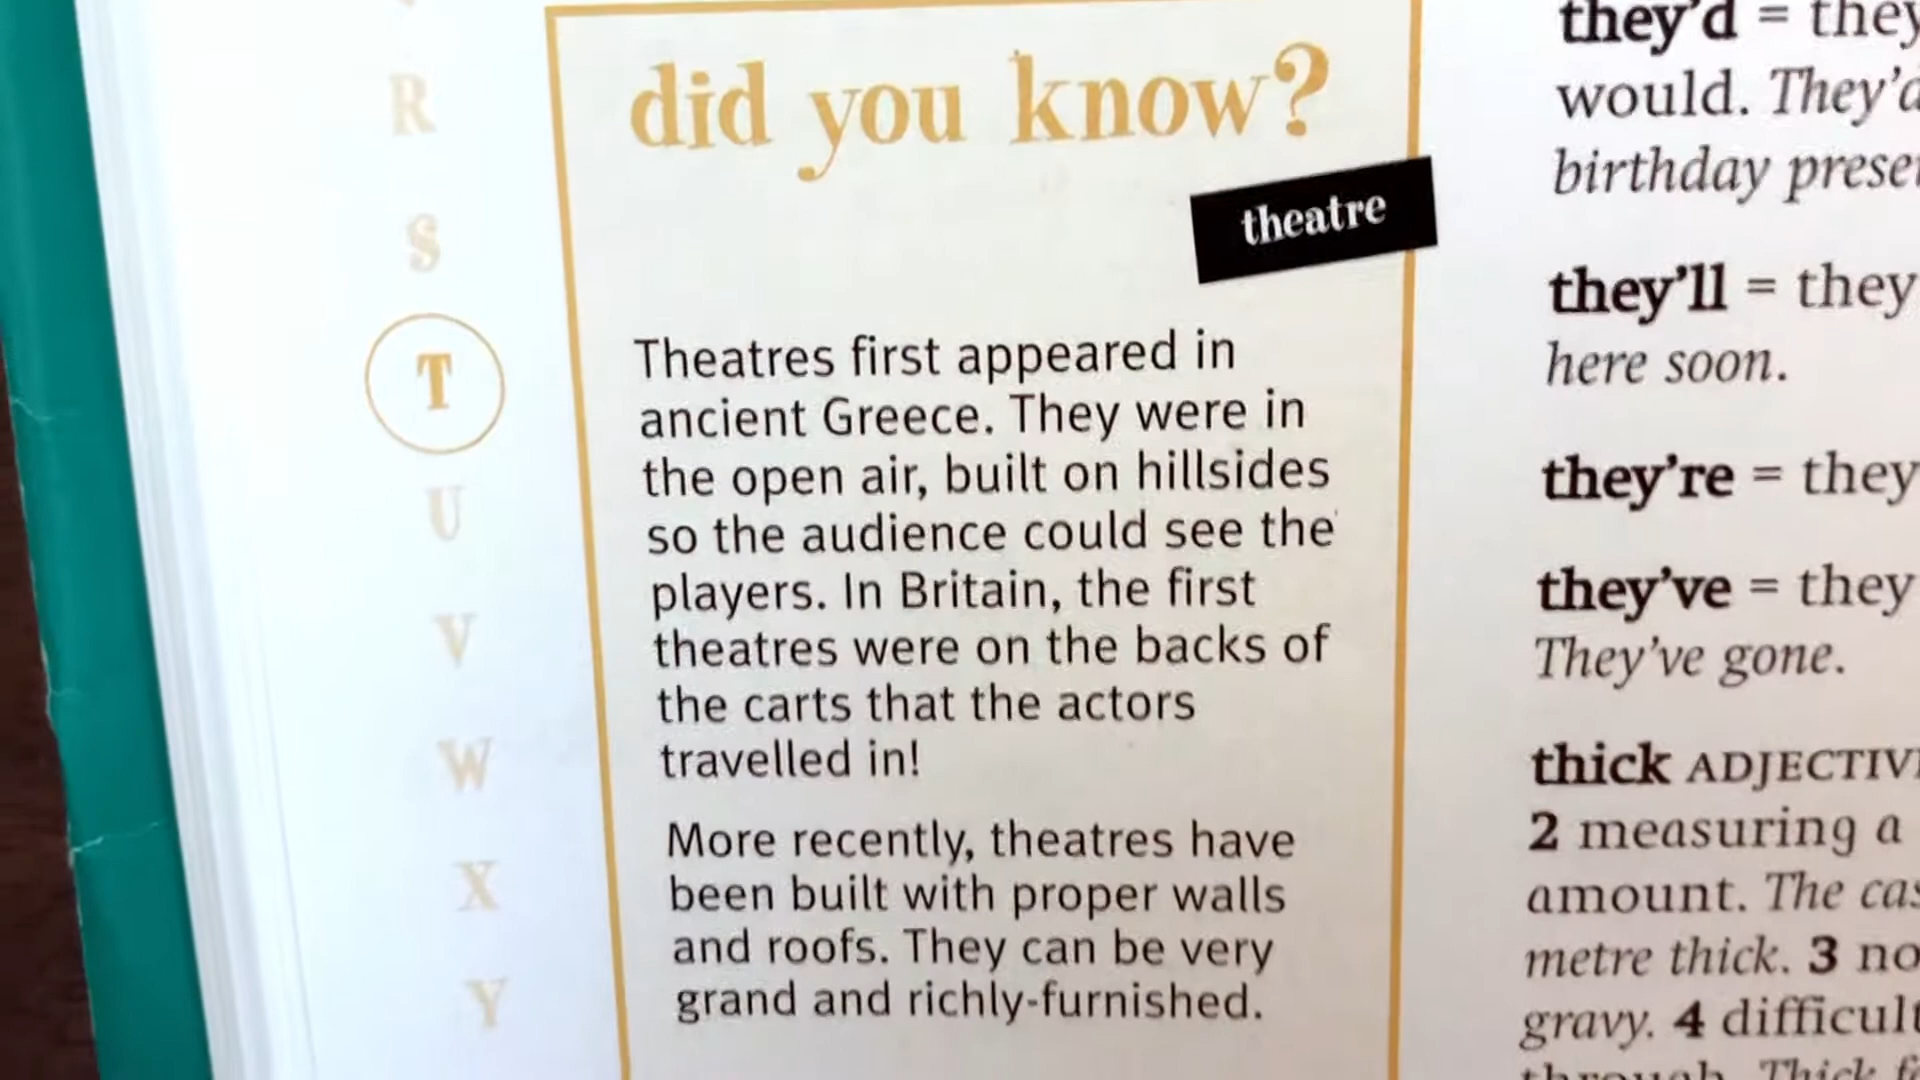 R
S
T
U
V
W
X
Y
did you know?
theatre
Theatres first appeared in
ancient Greece. They were in
the open air, built on hillsides
so the audience could see the
players. In Britain, the first
theatres were on the backs of
the carts that the actors
travelled in!
More recently, theatres have
been built with proper walls
and roofs. They can be very
grand and richly-furnished.
they'd = they
would. They'd
birthday
they'll = they
here soon.
they're = they
they've = they
They've gone.
thick
2 measuring a
amount. The
metre thick. 3
gravy. 4 difficult
through. Thick